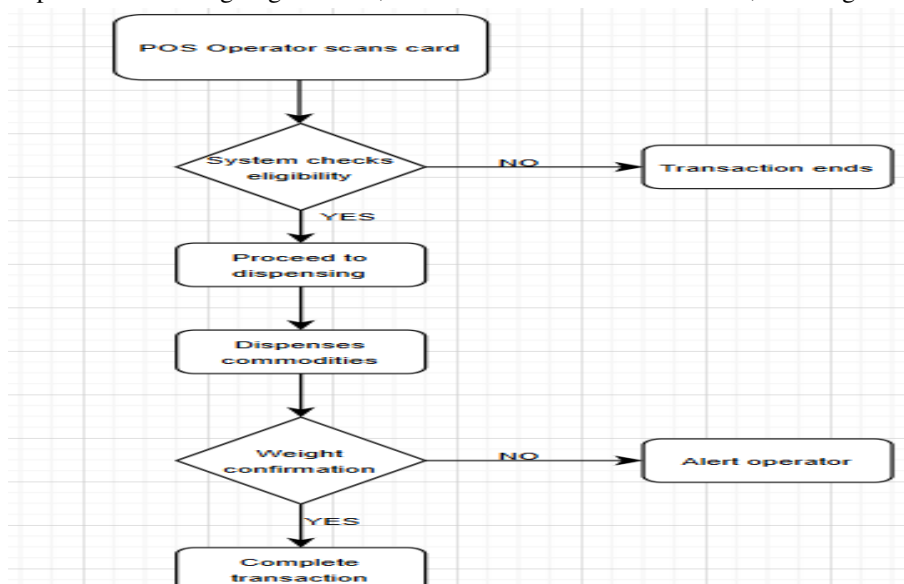 POS Operator scans card
System checks
eligibility
NO
Transaction ends
YES
Proceed to
dispensing
Dispenses
commodities
Weight
confirmation
NO
Alert operator
YES
Complete
transaction